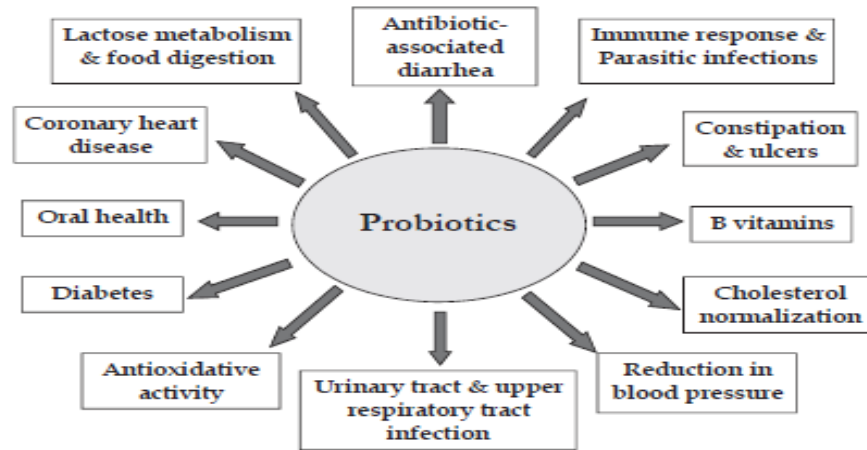 Lactose metabolism
& food digestion
Antibiotic-
associated
diarrhea
Immune response &
Parasitic infections
Coronary heart
disease
Constipation
& ulcers
Oral health
Probiotics
B vitamins
Diabetes
Cholesterol
normalization
Antioxidative
activity
Urinary tract & upper
respiratory tract
infection
Reduction in
blood pressure